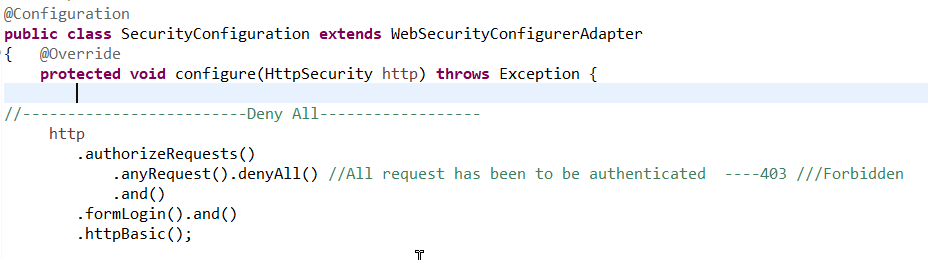 @Configuration
public class SecurityConfiguration extends WebSecurityConfigurerAdapter
{   @Override
    protected void configure(HttpSecurity http) throws Exception {
//-------------------------Deny All------------------
     http
        .authorizeRequests()
            .anyRequest().denyAll() //All request has been to be authenticated  ----403 ///Forbidden
            .and()
        .formLogin().and()
        .httpBasic();